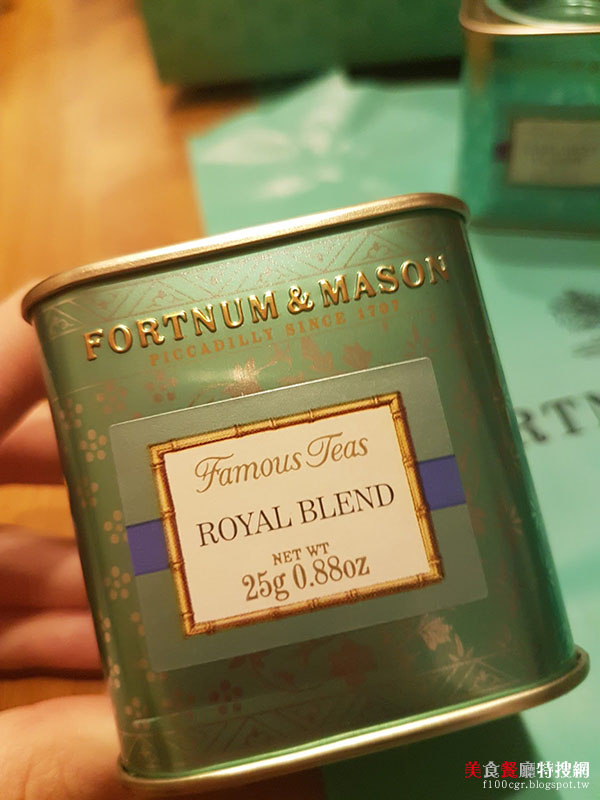 FORTNUM & MASON
PICCADILLY SINCE 1707
Famous Teas
ROYAL BLEND
NET WT
25g 0.88oz
RTN
美食餐廳特搜網
f100cgr.blogspot.tw